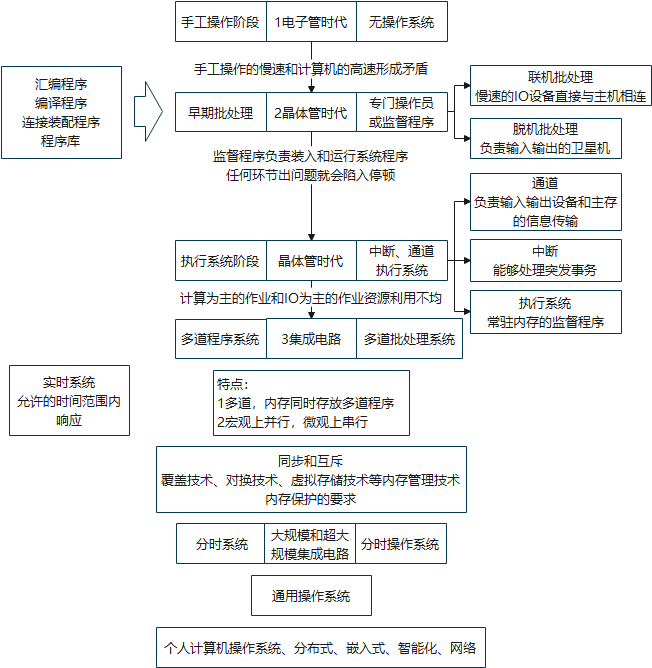 手工操作阶段
1电子管时代
无操作系统
手工操作的慢速和计算机的高速形成矛盾
汇编程序
编译程序
连接装配程序
程序库
早期批处理
2晶体管时代
专门操作员
或监督程序
联机批处理
慢速的IO设备直接与主机相连
脱机批处理
负责输入输出的卫星机
监督程序负责装入和运行系统程序
任何环节出问题就会陷入停顿
通道
负责输入输出设备和主存
的信息传输
执行系统阶段
晶体管时代
中断、通道
执行系统
中断
能够处理突发事务
执行系统
常驻内存的监督程序
计算为主的作业和IO为主的作业资源利用不均
多道程序系统
3集成电路
多道批处理系统
实时系统
允许的时间范围内
响应
特点：
1多道，内存同时存放多道程序
2宏观上并行，微观上串行
同步和互斥
覆盖技术、对换技术、虚拟存储技术等内存管理技术
内存保护的要求
分时系统
大规模和超大
规模集成电路
分时操作系统
通用操作系统
个人计算机操作系统、分布式、嵌入式、智能化、网络